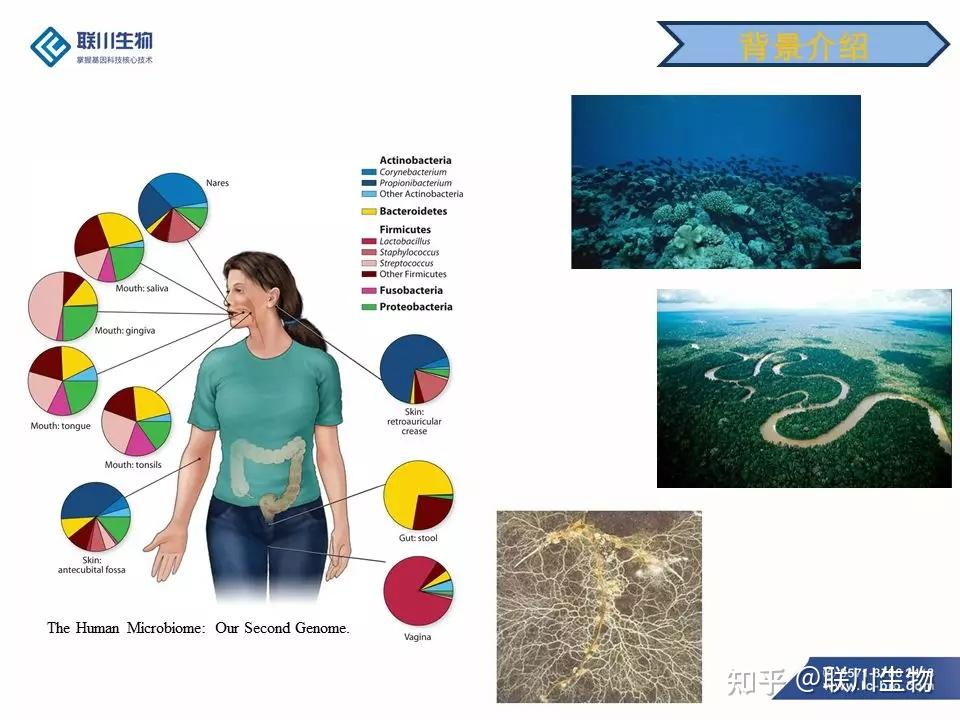 联川生物
掌握基因科技核心技术
背景介绍
Nares
Mouth: saliva
Mouth: gingiva
Mouth: tongue
Mouth: tonsils
Skin:
antecubital fossa
Actinobacteria
Corynebacterium
Propionibacterium
Other Actinobacteria
Bacteroidetes
Firmicutes
Lactobacillus
Staphylococcus
Streptococcus
Other Firmicutes
Fusobacteria
Proteobacteria
Skin:
retroauricular
crease
Gut: stool
Vagina
The Human Microbiome: Our Second Genome.
知乎 @联川生物